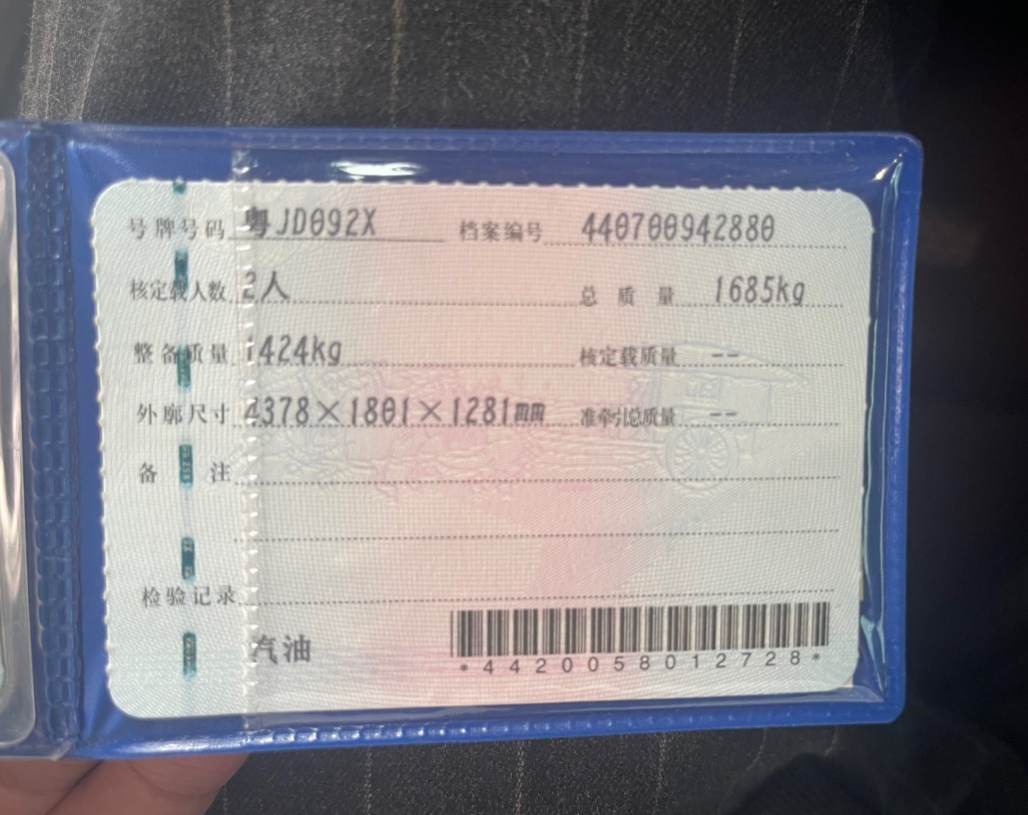 号牌号码 粤JD092X 档案编号 440700942880
核定载人数 2人 总质量 1685kg
整备质量 1424kg 核定载质量 --
外廓尺寸 4378×1801×1281mm 准牵引总质量 --
备注
检验记录
汽油
*4420058012728*